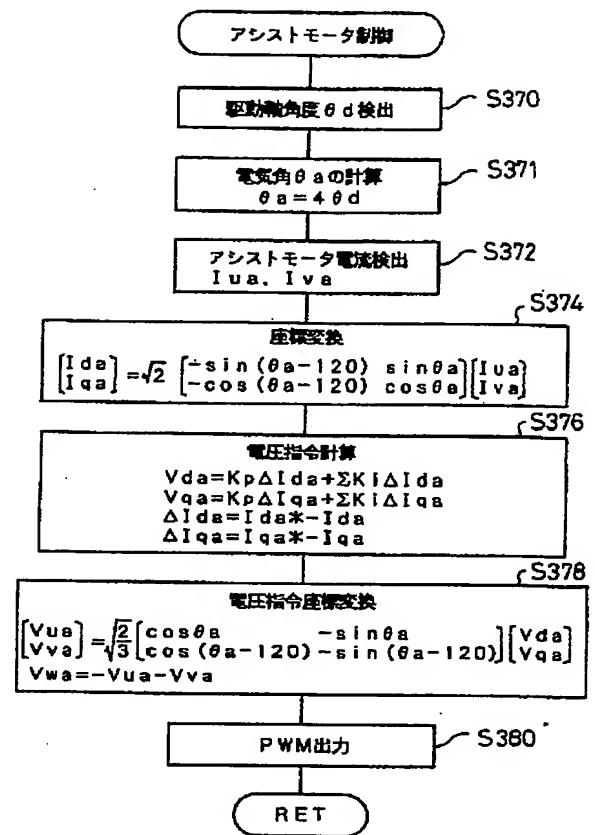 アシストモータ制御
駆動軸角度θd検出
S370
電気角θaの計算
θa=4θd
S371
アシストモータ電流検出
Iua、Iva
S372
S374
座標変換
[Ida] =√2 [-sin(θa-120) sinθa][Iua]
[Iqa] [-cos(θa-120) cosθa][Iva]
S376
電圧指令計算
Vda=KpΔIda+ΣKiΔIda
Vqa=KpΔIqa+ΣKiΔIqa
ΔIda=Ida*-Ida
ΔIqa=Iqa*-Iqa
S378
電圧指令座標変換
[Vua] =√2/3 [cosθa -sinθa][Vda]
[Vva] [cos(θa-120)-sin(θa-120)][Vqa]
Vwa=-Vua-Vva
PWM出力
S380
RET